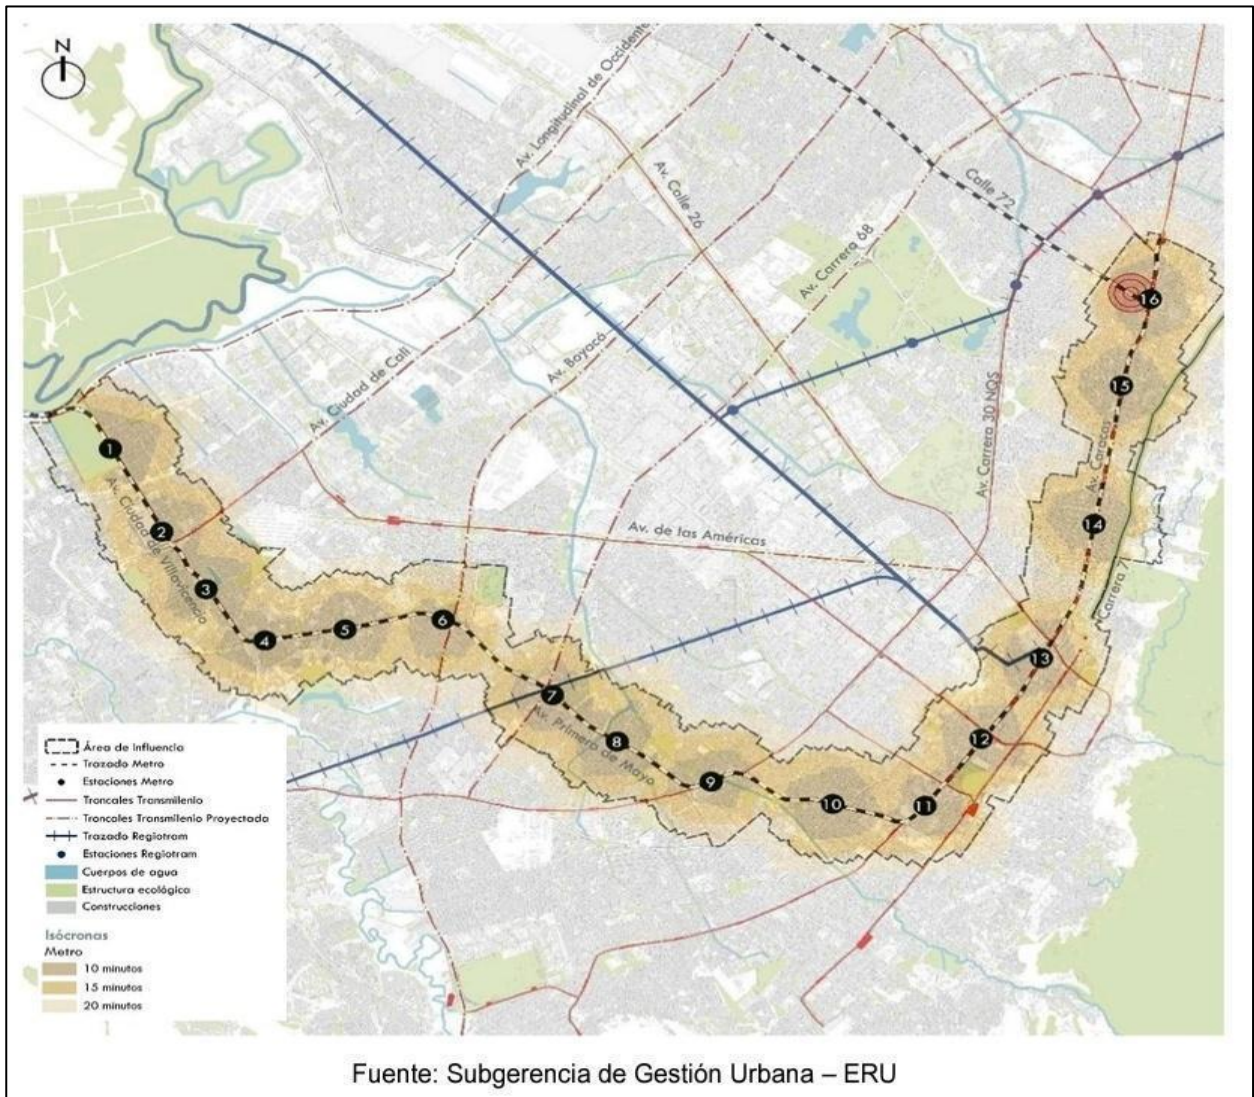 N
Av. Longitudinal de Occidente
Av. Calle 26
Calle 72
Av. Carrera 68
Av. Boyacá
Av. Ciudad de Cali
Av. Carrera 30 NQS
Av. Caracas
Carrera 7
Av. de las Américas
Av. Ciudad de Villavicencio
Av. Primero de Mayo
1
2
3
4
5
6
7
8
9
10
11
12
13
14
15
16
Área de influencia
Trazado Metro
Estaciones Metro
Troncales Transmilenio
Troncales Transmilenio Proyectada
Trazado Regiotram
Estaciones Regiotram
Cuerpos de agua
Estructura ecológica
Construcciones
Isócronas
Metro
10 minutos
15 minutos
20 minutos
Fuente: Subgerencia de Gestión Urbana – ERU